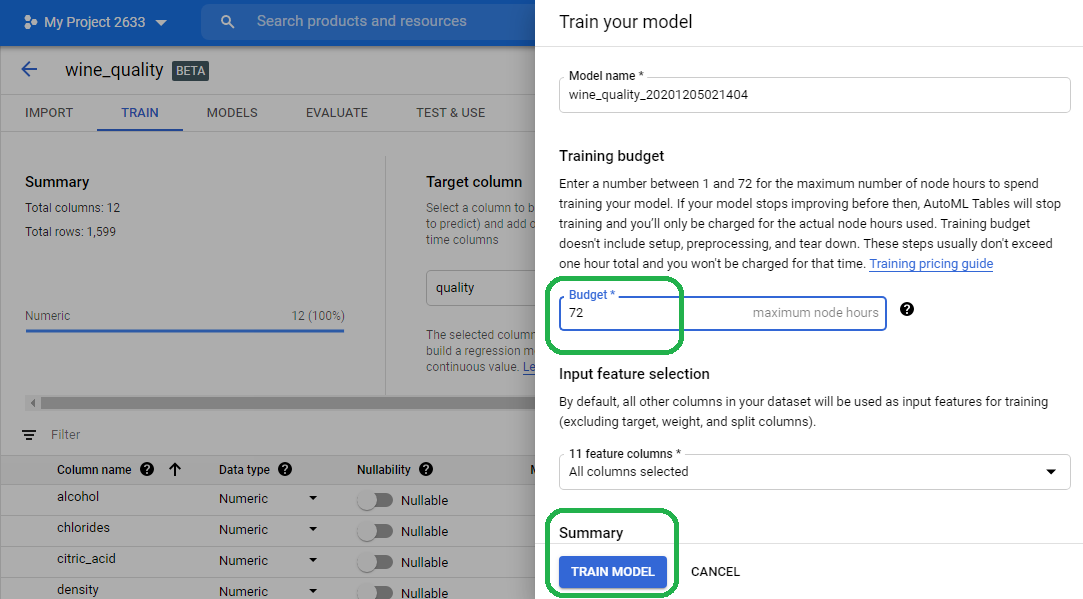 My Project 2633
Search products and resources
wine_quality BETA
IMPORT TRAIN MODELS EVALUATE TEST & USE
Summary
Total columns: 12
Total rows: 1,599
Numeric 12 (100%)
Target column
Select a column to b
to predict) and add o
time columns
quality
The selected column
build a regression m
continuous value. Le
Filter
Column name Data type Nullability M
alcohol Numeric Nullable
chlorides Numeric Nullable
citric_acid Numeric Nullable
density Numeric Nullable
Train your model
Model name *
wine_quality_20201205021404
Training budget
Enter a number between 1 and 72 for the maximum number of node hours to spend
training your model. If your model stops improving before then, AutoML Tables will stop
training and you'll only be charged for the actual node hours used. Training budget
doesn't include setup, preprocessing, and tear down. These steps usually don't exceed
one hour total and you won't be charged for that time. Training pricing guide
Budget *
72 maximum node hours
Input feature selection
By default, all other columns in your dataset will be used as input features for training
(excluding target, weight, and split columns).
11 feature columns *
All columns selected
Summary
TRAIN MODEL CANCEL